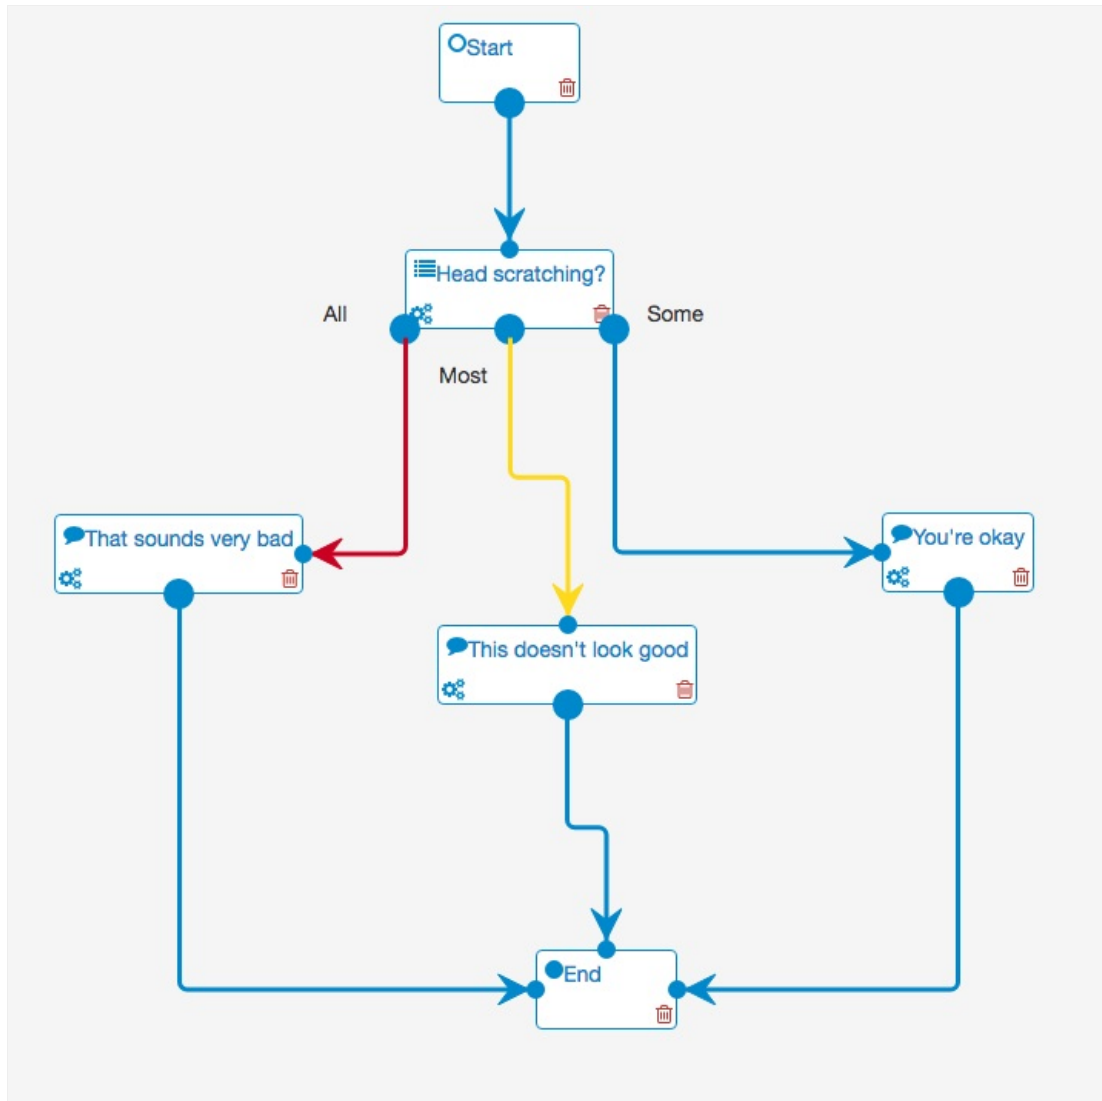 Start
Head scratching?
All
Some
Most
That sounds very bad
You're okay
This doesn't look good
End